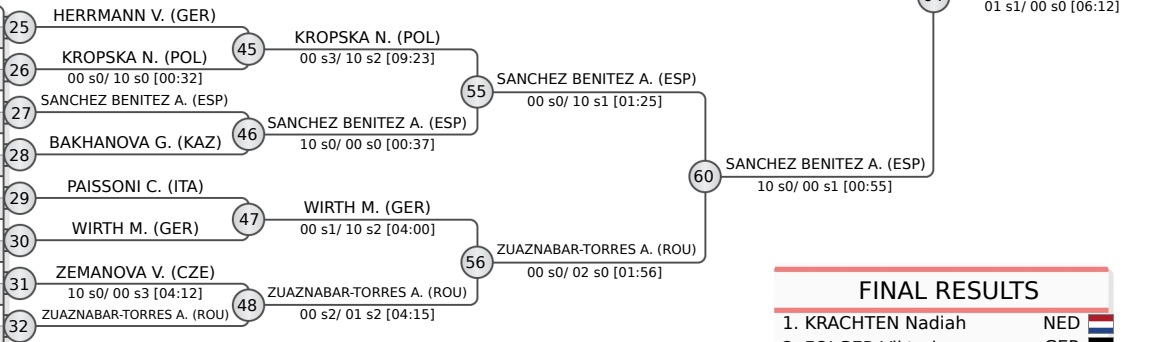 01 s1/ 00 s0 [06:12]
25
HERRMANN V. (GER)
26
KROPSKA N. (POL)
00 s0/ 10 s0 [00:32]
27
SANCHEZ BENITEZ A. (ESP)
28
BAKHANOVA G. (KAZ)
29
PAISSONI C. (ITA)
30
WIRTH M. (GER)
31
ZEMANOVA V. (CZE)
10 s0/ 00 s3 [04:12]
32
ZUAZNABAR-TORRES A. (ROU)
45
KROPSKA N. (POL)
00 s3/ 10 s2 [09:23]
46
SANCHEZ BENITEZ A. (ESP)
10 s0/ 00 s0 [00:37]
47
WIRTH M. (GER)
00 s1/ 10 s2 [04:00]
48
ZUAZNABAR-TORRES A. (ROU)
00 s2/ 01 s2 [04:15]
55
SANCHEZ BENITEZ A. (ESP)
00 s0/ 10 s1 [01:25]
56
ZUAZNABAR-TORRES A. (ROU)
00 s0/ 02 s0 [01:56]
60
SANCHEZ BENITEZ A. (ESP)
10 s0/ 00 s1 [00:55]
FINAL RESULTS
1. KRACHTEN Nadiah NED